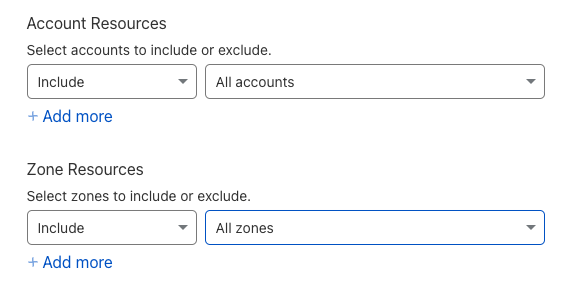 Account Resources
Select accounts to include or exclude.
Include All accounts
+ Add more
Zone Resources
Select zones to include or exclude.
Include All zones
+ Add more